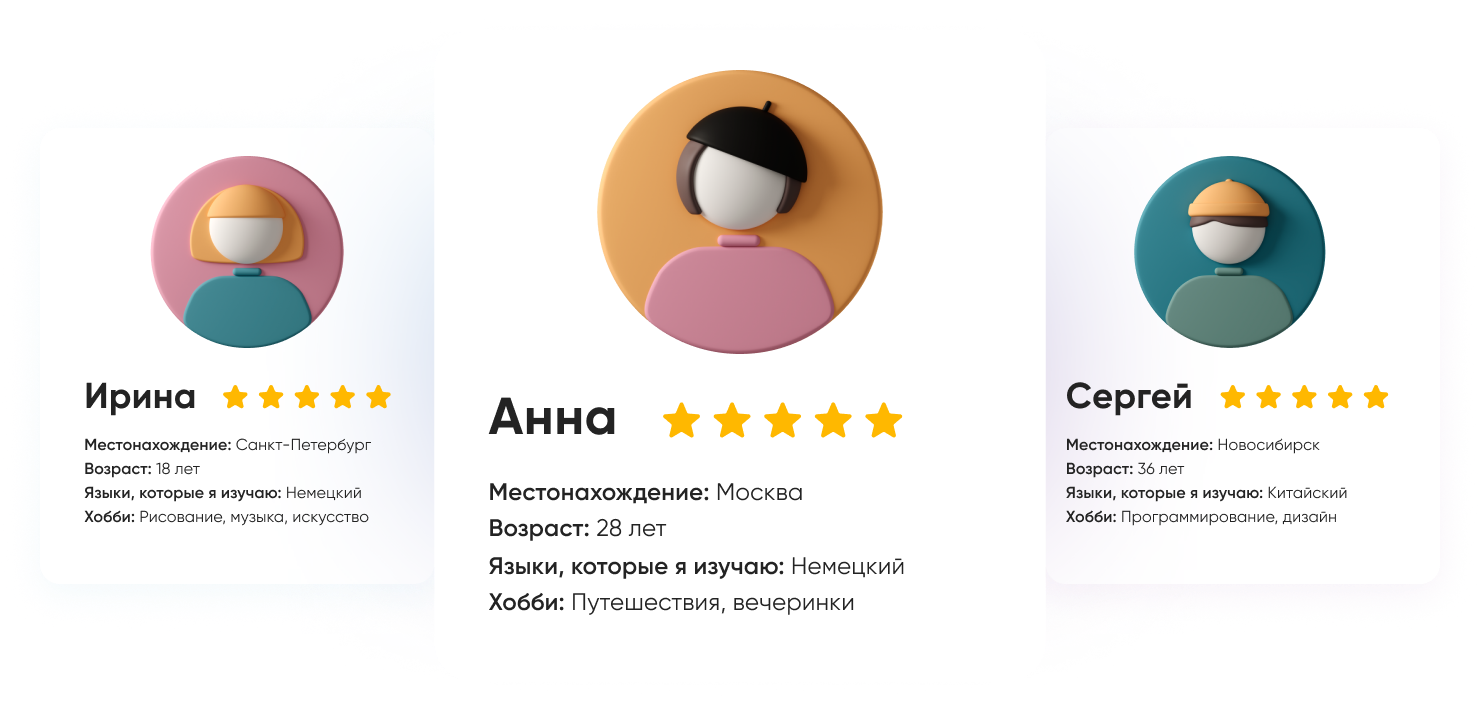 Ирина
Местонахождение: Санкт-Петербург
Возраст: 18 лет
Языки, которые я изучаю: Немецкий
Хобби: Рисование, музыка, искусство
Анна
Местонахождение: Москва
Возраст: 28 лет
Языки, которые я изучаю: Немецкий
Хобби: Путешествия, вечеринки
Сергей
Местонахождение: Новосибирск
Возраст: 36 лет
Языки, которые я изучаю: Китайский
Хобби: Программирование, дизайн